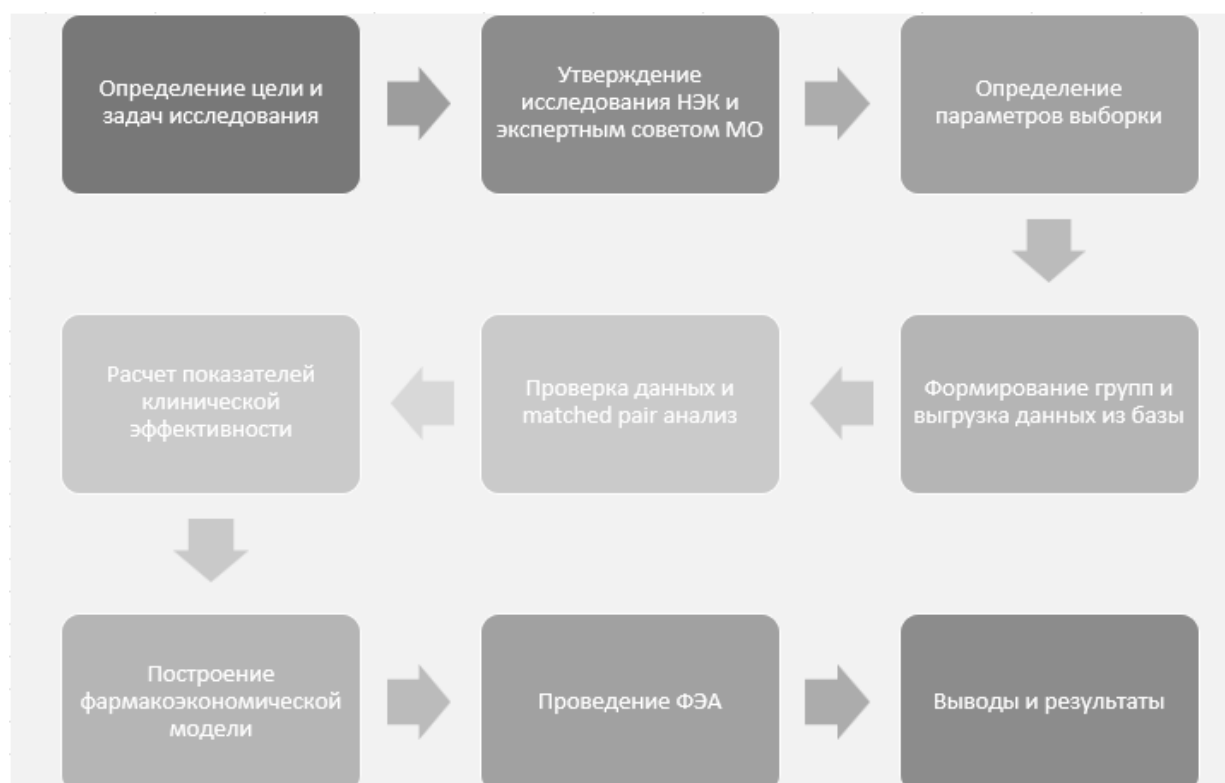 Определение цели и
задач исследования
Утверждение
исследования НЭК и
экспертным советом МО
Определение
параметров выборки
Формирование групп и
выгрузка данных из базы
Проверка данных и
matched pair анализ
Расчет показателей
клинической
эффективности
Построение
фармакоэкономической
модели
Проведение ФЭА
Выводы и результаты